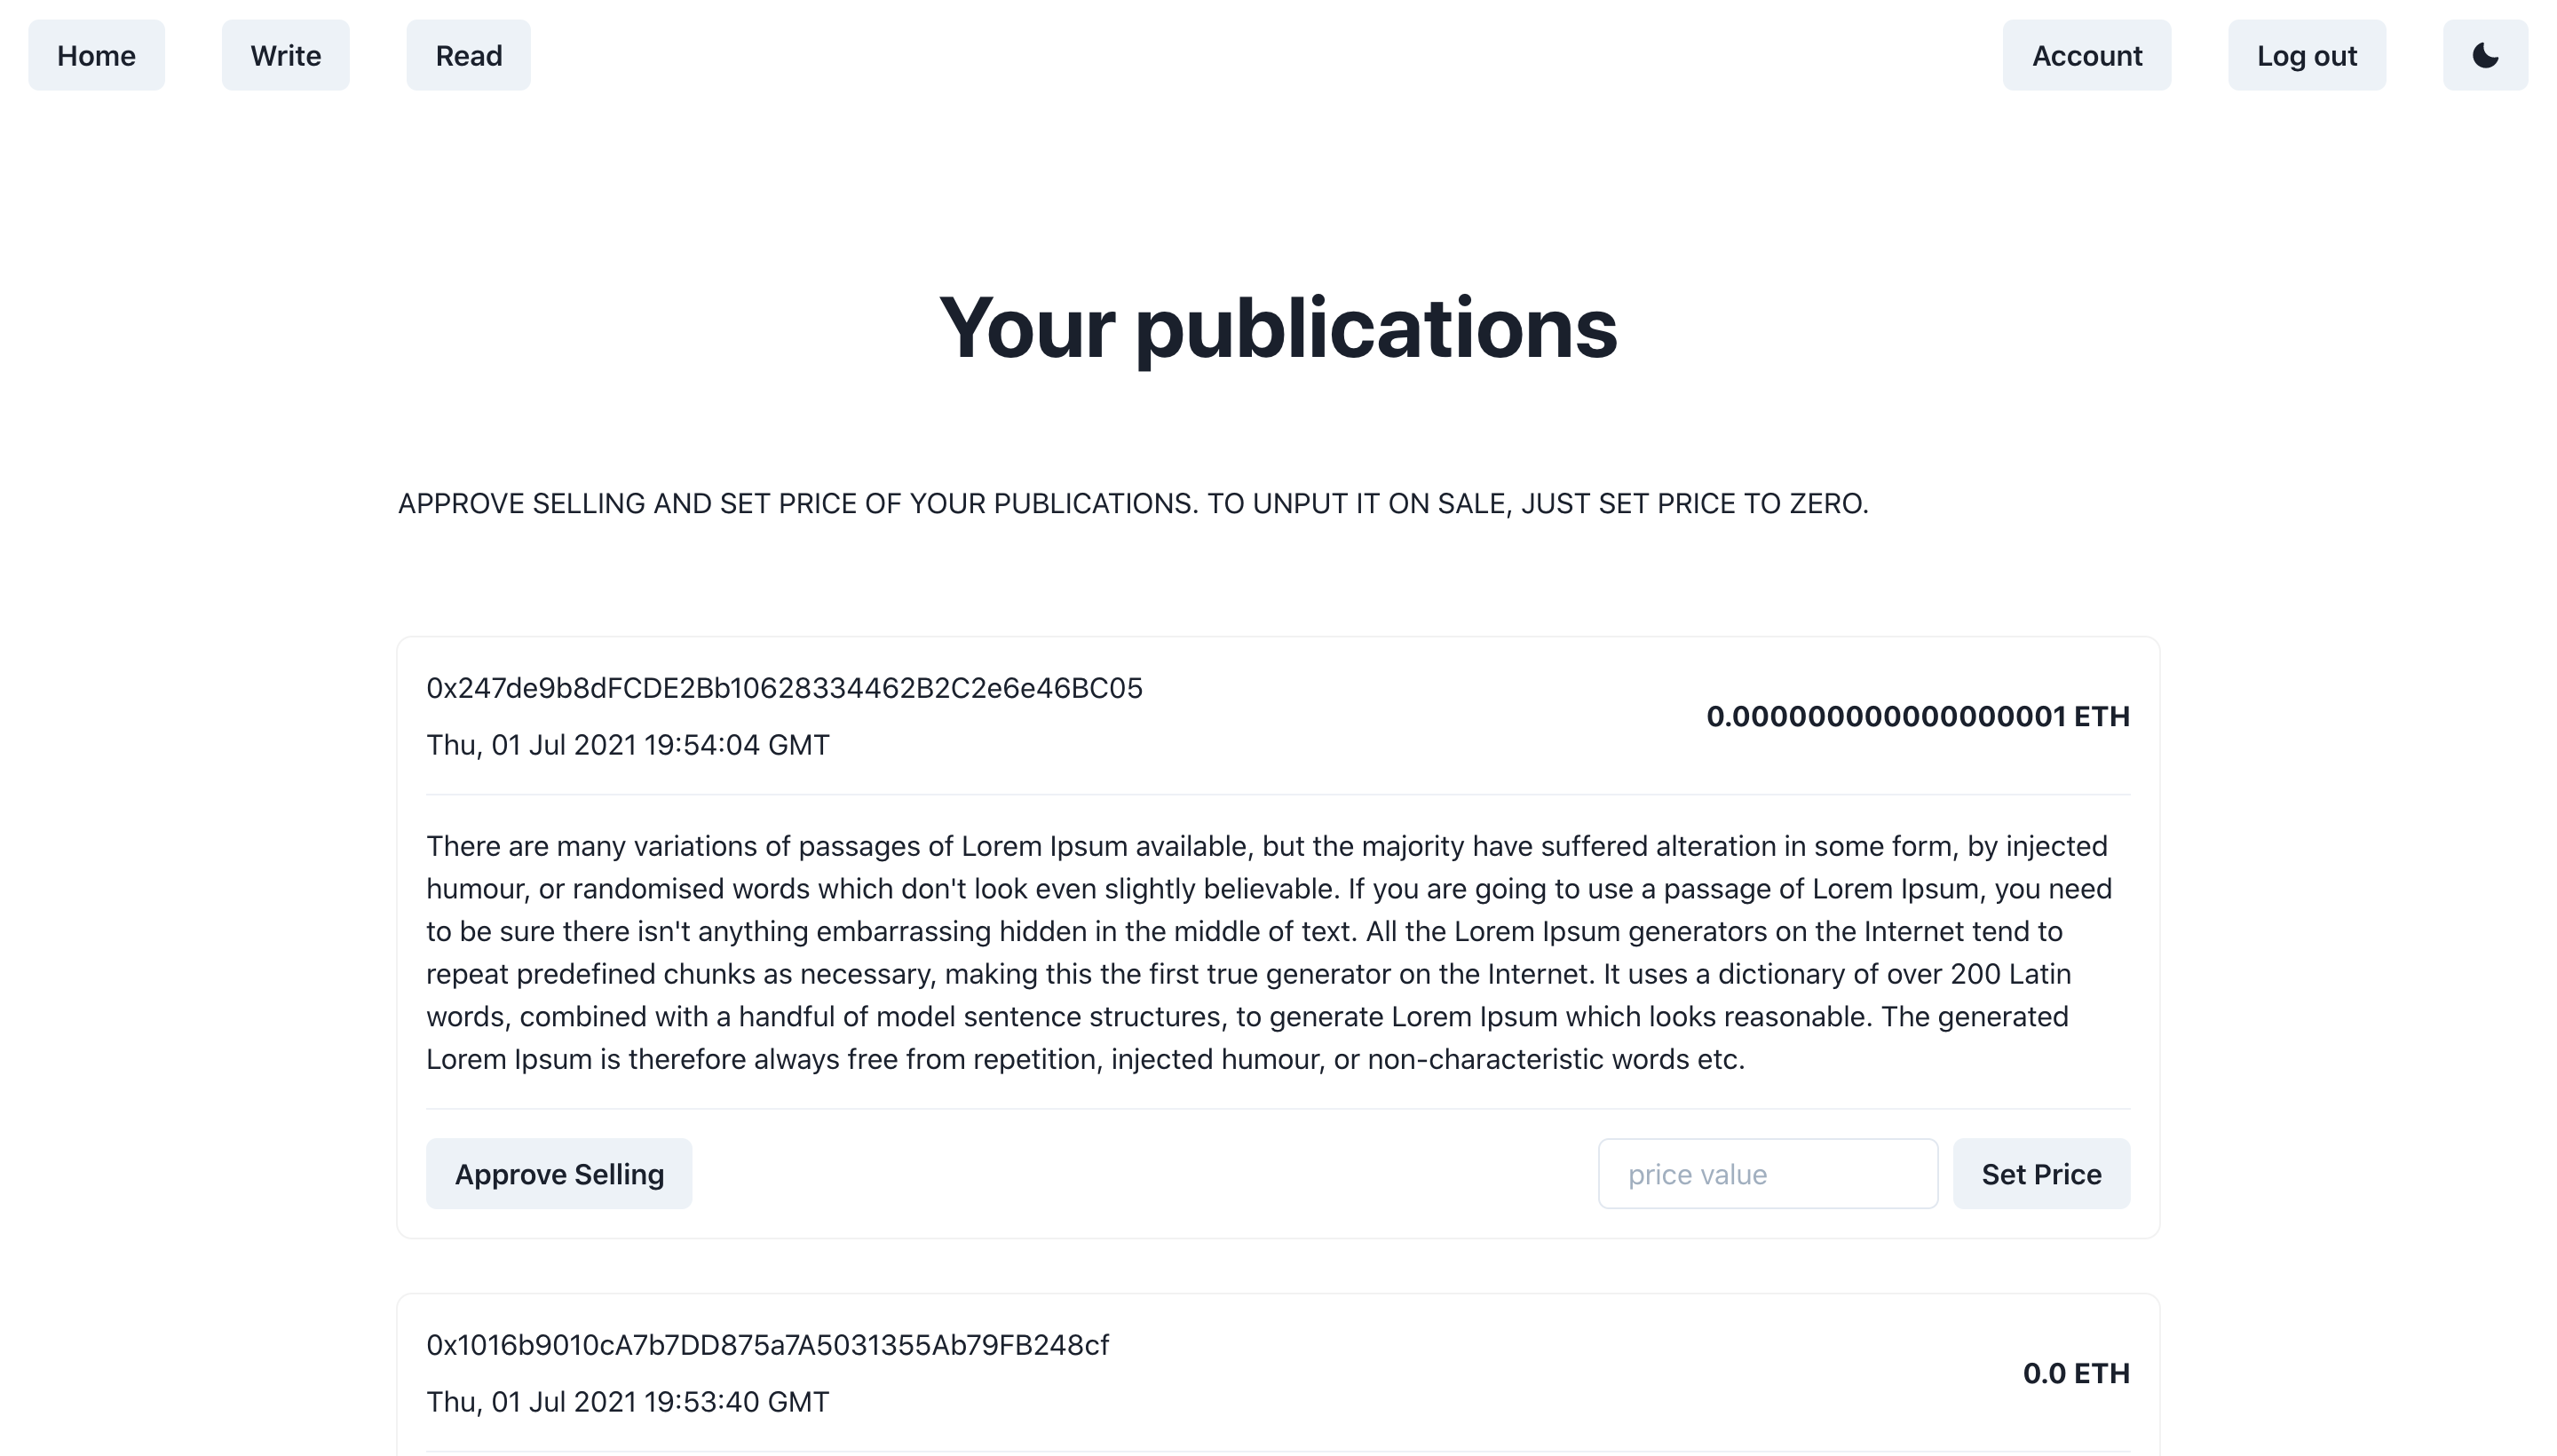 Home Write Read Account Log out
Your publications
APPROVE SELLING AND SET PRICE OF YOUR PUBLICATIONS. TO UNPUT IT ON SALE, JUST SET PRICE TO ZERO.
0x247de9b8dFCDE2Bb10628334462B2C2e6e46BC05
0.000000000000000001 ETH
Thu, 01 Jul 2021 19:54:04 GMT
There are many variations of passages of Lorem Ipsum available, but the majority have suffered alteration in some form, by injected
humour, or randomised words which don't look even slightly believable. If you are going to use a passage of Lorem Ipsum, you need
to be sure there isn't anything embarrassing hidden in the middle of text. All the Lorem Ipsum generators on the Internet tend to
repeat predefined chunks as necessary, making this the first true generator on the Internet. It uses a dictionary of over 200 Latin
words, combined with a handful of model sentence structures, to generate Lorem Ipsum which looks reasonable. The generated
Lorem Ipsum is therefore always free from repetition, injected humour, or non-characteristic words etc.
Approve Selling price value Set Price
0x1016b9010cA7b7DD875a7A5031355Ab79FB248cf
0.0 ETH
Thu, 01 Jul 2021 19:53:40 GMT